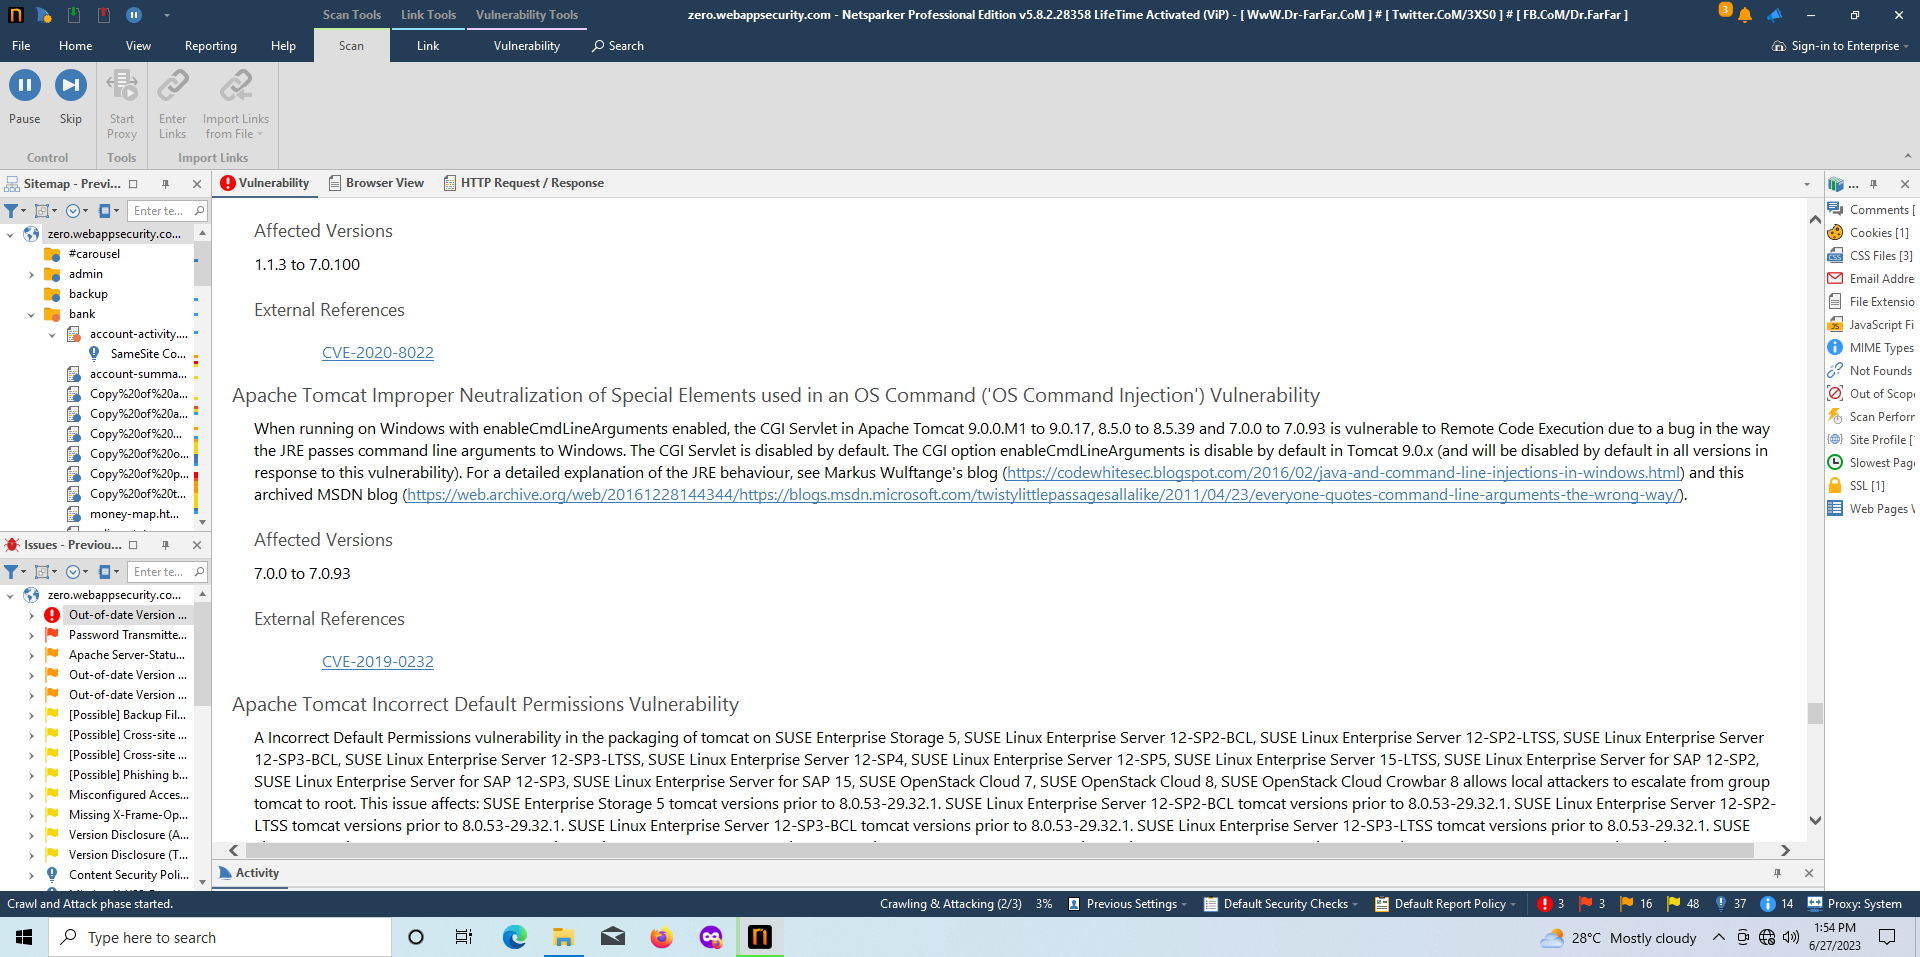 Scan Tools Link Tools Vulnerability Tools
zero.webappsecurity.com - Netsparker Professional Edition v5.8.2.28358 LifeTime Activated (ViP) - [ WwW.Dr-FarFar.CoM ] # [ Twitter.CoM/3XS0 ] # [ FB.CoM/Dr.FarFar ]
3
File Home View Reporting Help Scan Link Vulnerability Search
Sign-in to Enterprise
Pause
Skip
Start
Proxy
Enter
Links
Import Links
from File
Control
Tools
Import Links
Sitemap - Previ...
Enter te...
zero.webappsecurity.co...
#carousel
admin
backup
bank
account-activity....
SameSite Co...
account-summa...
Copy%20of%20a...
Copy%20of%20a...
Copy%20of%20...
Copy%20of%20o...
Copy%20of%20p...
Copy%20of%20t...
money-map.ht...
Issues - Previou...
Enter te...
zero.webappsecurity.co...
Out-of-date Version ...
Password Transmitte...
Apache Server-Statu...
Out-of-date Version ...
Out-of-date Version ...
[Possible] Backup Fil...
[Possible] Cross-site ...
[Possible] Cross-site ...
[Possible] Phishing b...
Misconfigured Acces...
Missing X-Frame-Op...
Version Disclosure (A...
Version Disclosure (T...
Content Security Poli...
Vulnerability Browser View HTTP Request / Response
Affected Versions
1.1.3 to 7.0.100
External References
CVE-2020-8022
Apache Tomcat Improper Neutralization of Special Elements used in an OS Command ('OS Command Injection') Vulnerability
When running on Windows with enableCmdLineArguments enabled, the CGI Servlet in Apache Tomcat 9.0.0.M1 to 9.0.17, 8.5.0 to 8.5.39 and 7.0.0 to 7.0.93 is vulnerable to Remote Code Execution due to a bug in the way
the JRE passes command line arguments to Windows. The CGI Servlet is disabled by default. The CGI option enableCmdLineArguments is disable by default in Tomcat 9.0.x (and will be disabled by default in all versions in
response to this vulnerability). For a detailed explanation of the JRE behaviour, see Markus Wulftange's blog (https://codewhitesec.blogspot.com/2016/02/java-and-command-line-injections-in-windows.html) and this
archived MSDN blog (https://web.archive.org/web/20161228144344/https://blogs.msdn.microsoft.com/twistylittlepassagesallalike/2011/04/23/everyone-quotes-command-line-arguments-the-wrong-way/).
Affected Versions
7.0.0 to 7.0.93
External References
CVE-2019-0232
Apache Tomcat Incorrect Default Permissions Vulnerability
A Incorrect Default Permissions vulnerability in the packaging of tomcat on SUSE Enterprise Storage 5, SUSE Linux Enterprise Server 12-SP2-BCL, SUSE Linux Enterprise Server 12-SP2-LTSS, SUSE Linux Enterprise Server
12-SP3-BCL, SUSE Linux Enterprise Server 12-SP3-LTSS, SUSE Linux Enterprise Server 12-SP4, SUSE Linux Enterprise Server 12-SP5, SUSE Linux Enterprise Server 15-LTSS, SUSE Linux Enterprise Server for SAP 12-SP2,
SUSE Linux Enterprise Server for SAP 12-SP3, SUSE Linux Enterprise Server for SAP 15, SUSE OpenStack Cloud 7, SUSE OpenStack Cloud 8, SUSE OpenStack Cloud Crowbar 8 allows local attackers to escalate from group
tomcat to root. This issue affects: SUSE Enterprise Storage 5 tomcat versions prior to 8.0.53-29.32.1. SUSE Linux Enterprise Server 12-SP2-BCL tomcat versions prior to 8.0.53-29.32.1. SUSE Linux Enterprise Server 12-SP2-
LTSS tomcat versions prior to 8.0.53-29.32.1. SUSE Linux Enterprise Server 12-SP3-BCL tomcat versions prior to 8.0.53-29.32.1. SUSE Linux Enterprise Server 12-SP3-LTSS tomcat versions prior to 8.0.53-29.32.1. SUSE
Activity
...
Comments [
Cookies [1]
CSS Files [3]
Email Addre
File Extensio
JavaScript Fi
MIME Types
Not Founds
Out of Scope
Scan Perform
Site Profile [
Slowest Page
SSL [1]
Web Pages
Crawl and Attack phase started.
Crawling & Attacking (2/3) 3% Previous Settings Default Security Checks Default Report Policy 3 3 16 48 37 14 Proxy: System
Type here to search
28°C Mostly cloudy
1:54 PM
6/27/2023